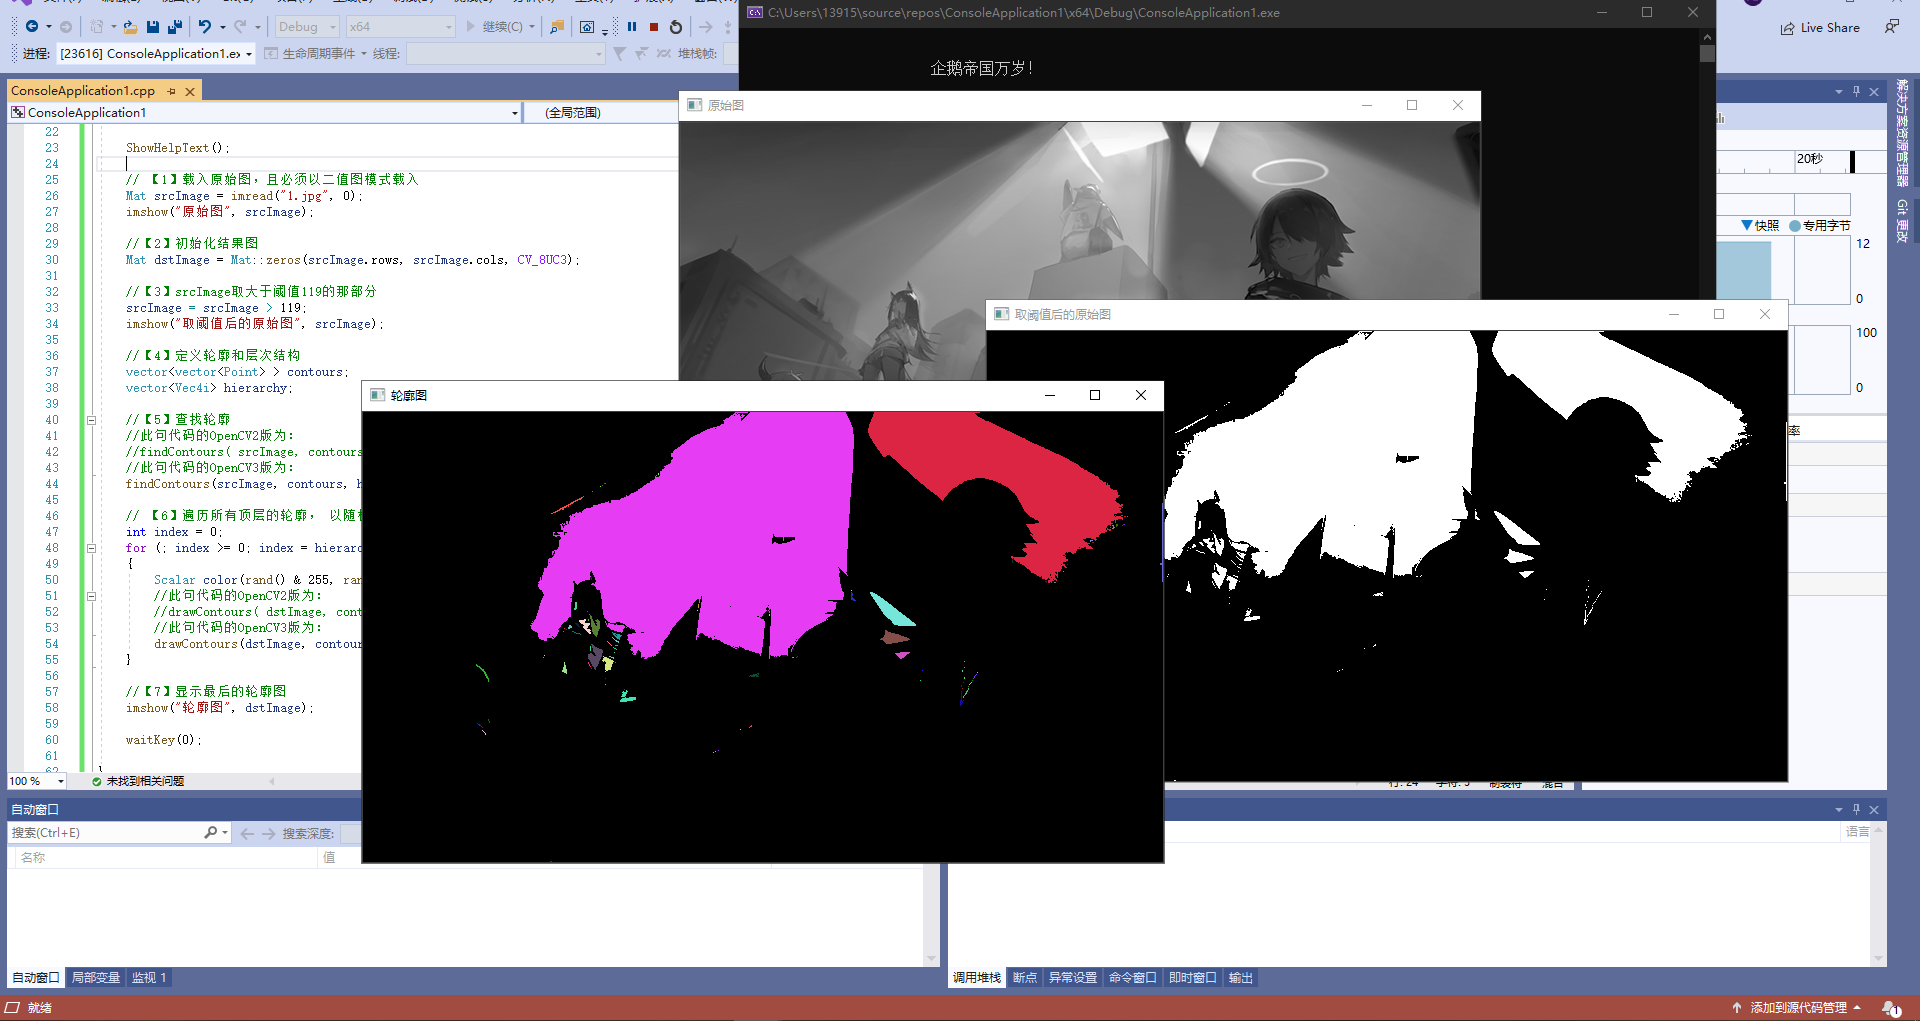 C:\Users\13915\source\repos\ConsoleApplication1\x64\Debug\ConsoleApplication1.exe
Debug
x64
继续(C)
Live Share
进程:
[23616] ConsoleApplication1.ex
生命周期事件
线程:
堆栈帧:
企鹅帝国万岁!
ConsoleApplication1.cpp
ConsoleApplication1
(全局范围)
原始图
22
23 ShowHelpText();
24
25 // 【1】载入原始图，且必须以二值图模式载入
26 Mat srcImage = imread("1.jpg", 0);
27 imshow("原始图", srcImage);
28
29 //【2】初始化结果图
30 Mat dstImage = Mat::zeros(srcImage.rows, srcImage.cols, CV_8UC3);
31
32 //【3】srcImage取大于阈值119的那部分
33 srcImage = srcImage > 119;
34 imshow("取阈值后的原始图", srcImage);
35
36 //【4】定义轮廓和层次结构
37 vector<vector<Point> > contours;
38 vector<Vec4i> hierarchy;
39
40 //【5】查找轮廓
41 //此句代码的OpenCV2版为:
42 //findContours( srcImage, contours
43 //此句代码的OpenCV3版为:
44 findContours(srcImage, contours, h
45
46 // 【6】遍历所有顶层的轮廓， 以随
47 int index = 0;
48 for (; index >= 0; index = hierarc
49 {
50 Scalar color(rand() & 255, ran
51 //此句代码的OpenCV2版为:
52 //drawContours( dstImage, cont
53 //此句代码的OpenCV3版为:
54 drawContours(dstImage, contour
55 }
56
57 //【7】显示最后的轮廓图
58 imshow("轮廓图", dstImage);
59
60 waitKey(0);
61
62 }
取阈值后的原始图
轮廓图
20秒
快照
专用字节
12
0
100
0
率
解决方案资源管理器
Git 更改
100 %
未找到相关问题
行: 24
字符: 5
制表符
混合
自动窗口
搜索(Ctrl+E)
搜索深度:
名称
值
语言
自动窗口
局部变量
监视 1
调用堆栈
断点
异常设置
命令窗口
即时窗口
输出
就绪
添加到源代码管理
1